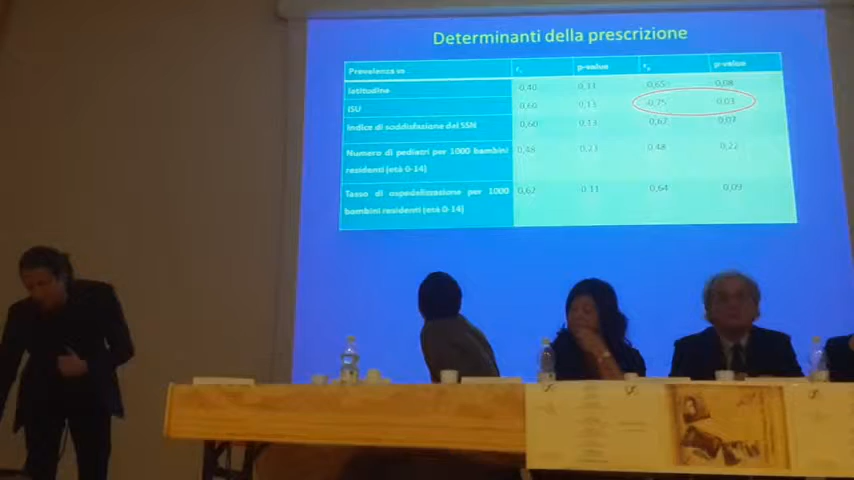 Determinanti della prescrizione
Prevalenza vs p-value p-value
latitudine 0,40 0,31 0,65 0,08
ISU 0,60 0,13 -0,75 0,03
Indice di soddisfazione del SSN 0,60 0,13 0,67 0,07
Numero di pediatri per 1000 bambini 0,48 0,23 0,48 0,22
residenti (età 0-14)
Tasso di ospedalizzazione per 1000 0,62 0,11 0,64 0,09
bambini residenti (età 0-14)